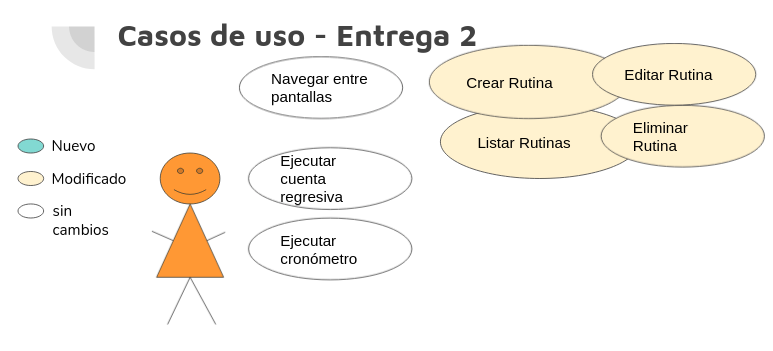 Casos de uso - Entrega 2
Navegar entre
pantallas
Crear Rutina
Editar Rutina
Listar Rutinas
Eliminar
Rutina
Nuevo
Modificado
sin
cambios
Ejecutar
cuenta
regresiva
Ejecutar
cronómetro